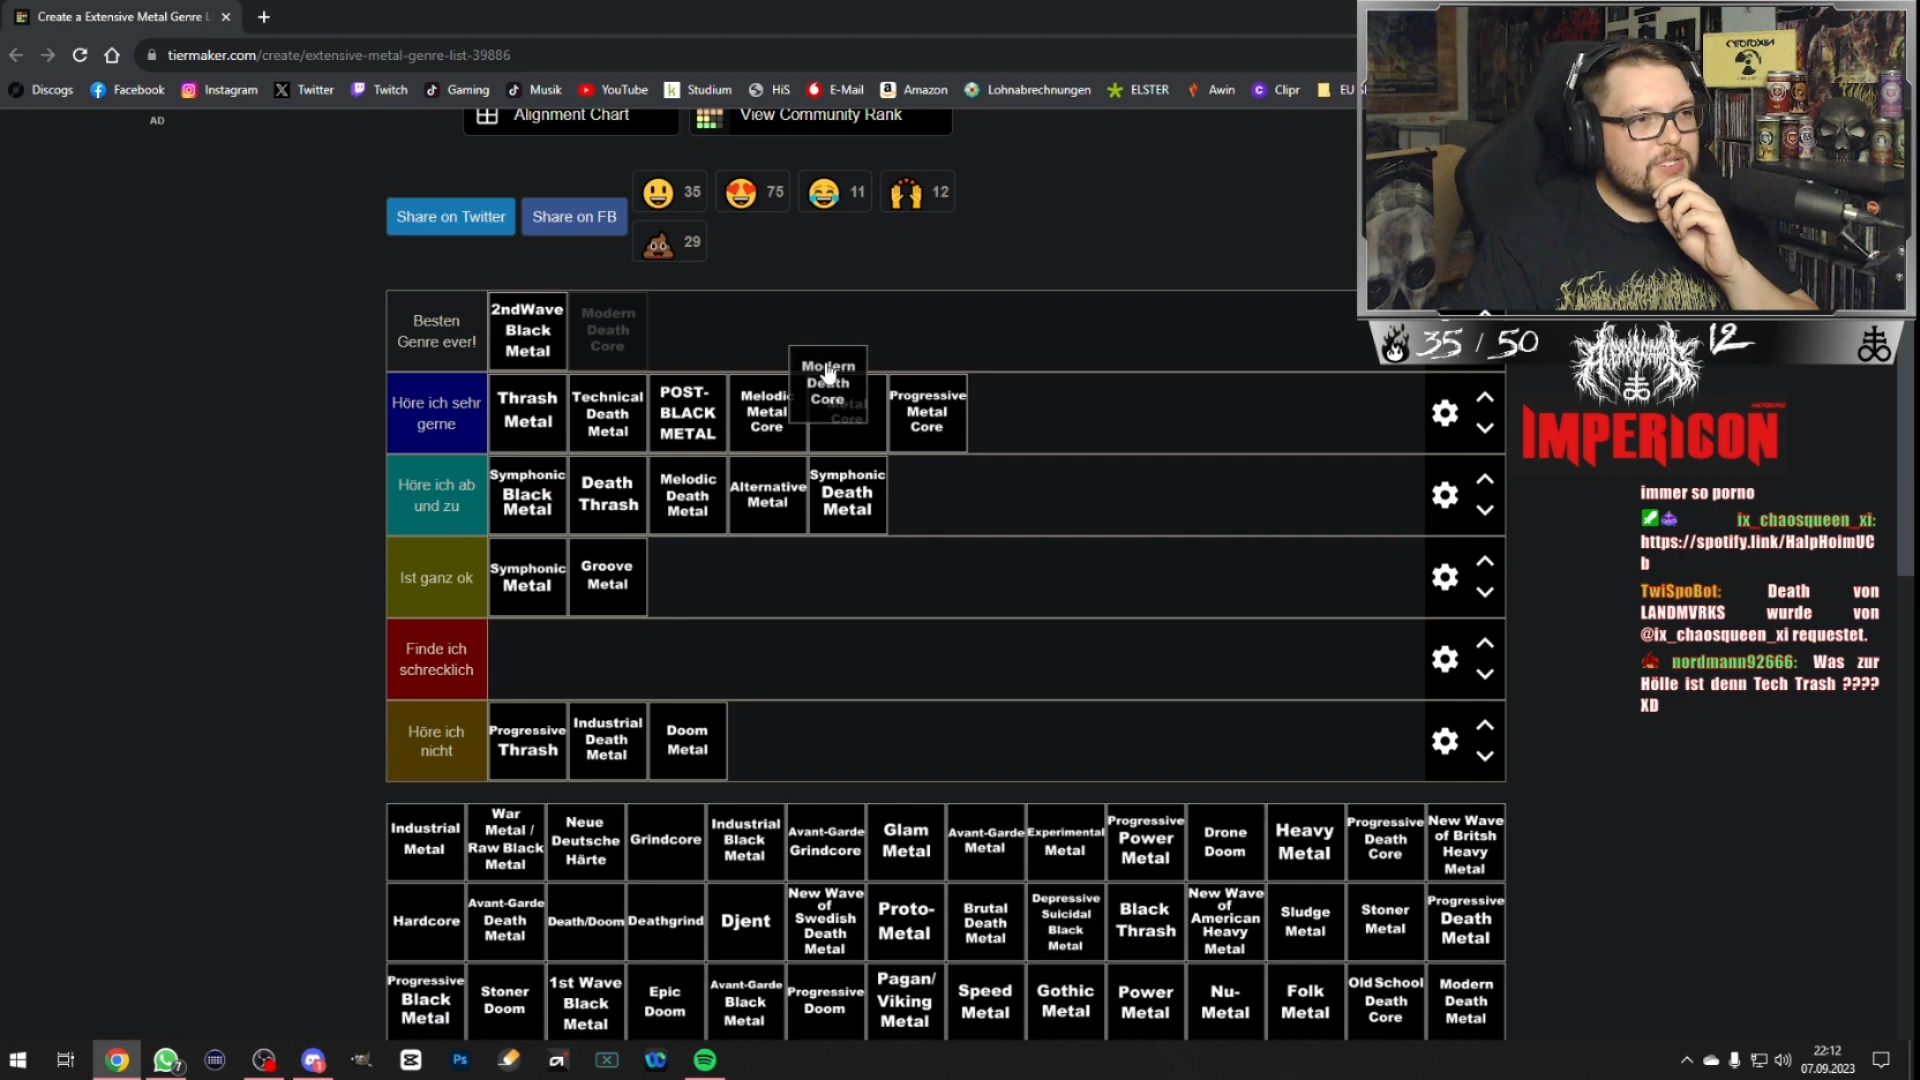 Create a Extensive Metal Genre L
tiermaker.com/create/extensive-metal-genre-list-39886
Discogs Facebook Instagram Twitter Twitch Gaming Musik YouTube Studium HiS E-Mail Amazon Lohnabrechnungen ELSTER Awin Clipr EU
AD
Alignment Chart
View Community Rank
Share on Twitter
Share on FB
35
75
11
12
29
Besten
Genre ever!
2ndWave
Black
Metal
Modern
Death
Core
Modern
Death
Core
Höre ich sehr
gerne
Thrash
Metal
Technical
Death
Metal
POST-
BLACK
METAL
Melodic
Metal
Core
Metal
Core
Progressive
Metal
Core
Höre ich ab
und zu
Symphonic
Black
Metal
Death
Thrash
Melodic
Death
Metal
Alternative
Metal
Symphonic
Death
Metal
Ist ganz ok
Symphonic
Metal
Groove
Metal
Finde ich
schrecklich
Höre ich
nicht
Progressive
Thrash
Industrial
Death
Metal
Doom
Metal
Industrial
Metal
War
Metal /
Raw Black
Metal
Neue
Deutsche
Härte
Grindcore
Industrial
Black
Metal
Avant-Garde
Grindcore
Glam
Metal
Avant-Garde
Metal
Experimental
Metal
Progressive
Power
Metal
Drone
Doom
Heavy
Metal
Progressive
Death
Core
New Wave
of Britsh
Heavy
Metal
Hardcore
Avant-Garde
Death
Metal
Death/Doom
Deathgrind
Djent
New Wave
of
Swedish
Death
Metal
Proto-
Metal
Brutal
Death
Metal
Depressive
Suicidal
Black
Metal
Black
Thrash
New Wave
of
American
Heavy
Metal
Sludge
Metal
Stoner
Metal
Progressive
Death
Metal
Progressive
Black
Metal
Stoner
Doom
1st Wave
Black
Metal
Epic
Doom
Avant-Garde
Black
Metal
Progressive
Doom
Pagan/
Viking
Metal
Speed
Metal
Gothic
Metal
Power
Metal
Nu-
Metal
Folk
Metal
Old School
Death
Core
Modern
Death
Metal
CYTOTOXIN
35 / 50
12
WERBUNG
IMPERICON
immer so porno
ix_chaosqueen_xi:
https://spotify.link/HalpHoimUC
b
TwiSpoBot: Death von
LANDMVRKS wurde von
@ix_chaosqueen_xi requestet.
nordmann92666: Was zur
Hölle ist denn Tech Trash ????
XD
7
1
Ps
22:12
07.09.2023